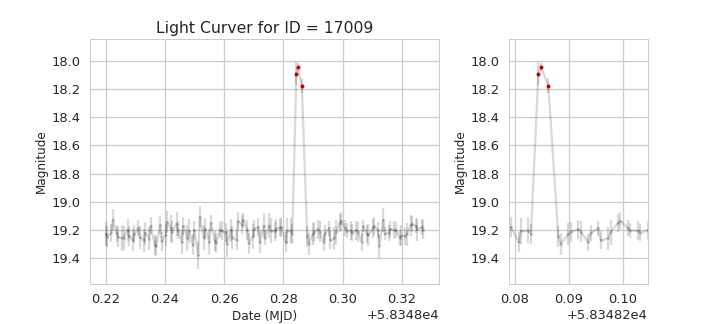 Light Curver for ID = 17009
Magnitude
18.0
18.2
18.4
18.6
18.8
19.0
19.2
19.4
0.22 0.24 0.26 0.28 0.30 0.32
Date (MJD)
+5.8348e4
Magnitude
18.0
18.2
18.4
18.6
18.8
19.0
19.2
19.4
0.08 0.09 0.10
+5.83482e4